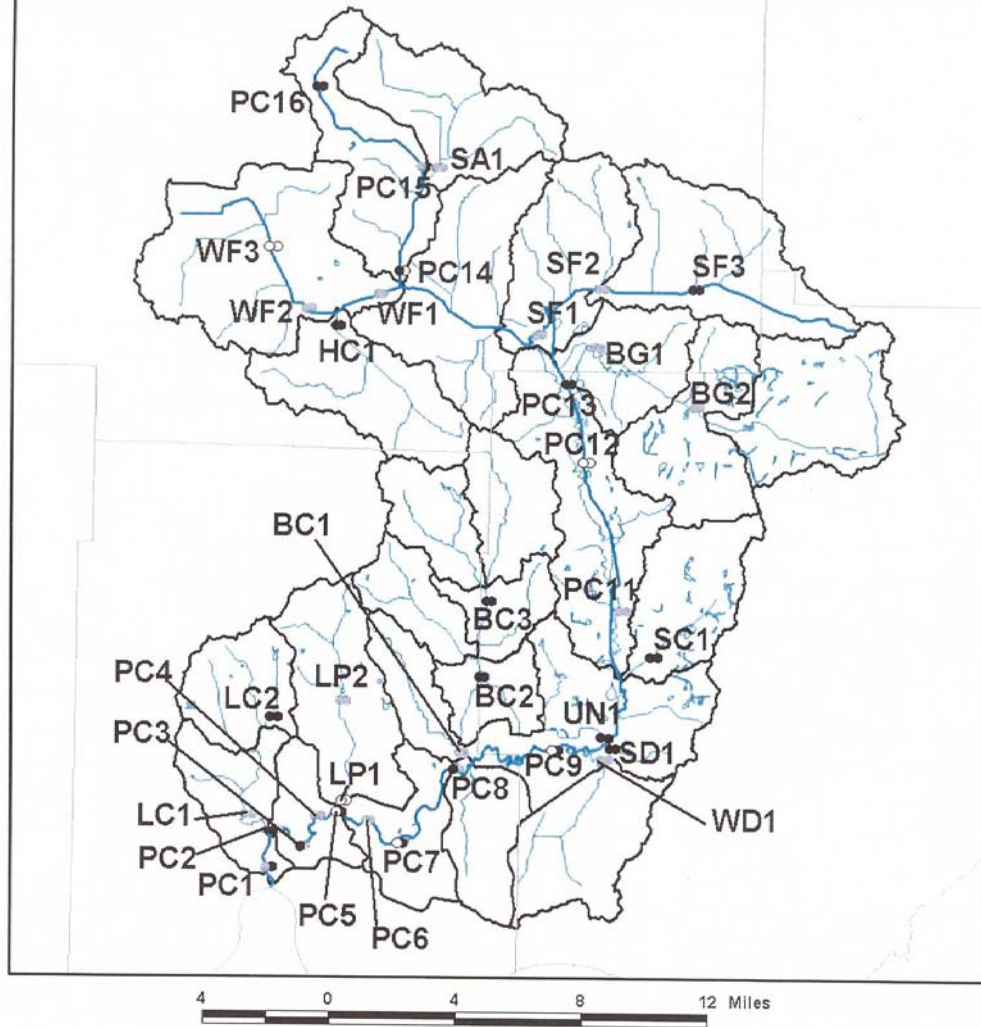 PC16
SA1
PC15
WF3
PC14
SF2
SF3
WF2
WF1
SF1
HC1
BG1
PC13
BG2
PC12
BC1
BC3
PC11
SC1
PC4
LC2
LP2
BC2
PC3
UN1
SD1
LP1
PC8
PC9
LC1
WD1
PC2
PC7
PC1
PC5
PC6
4 0 4 8 12 Miles